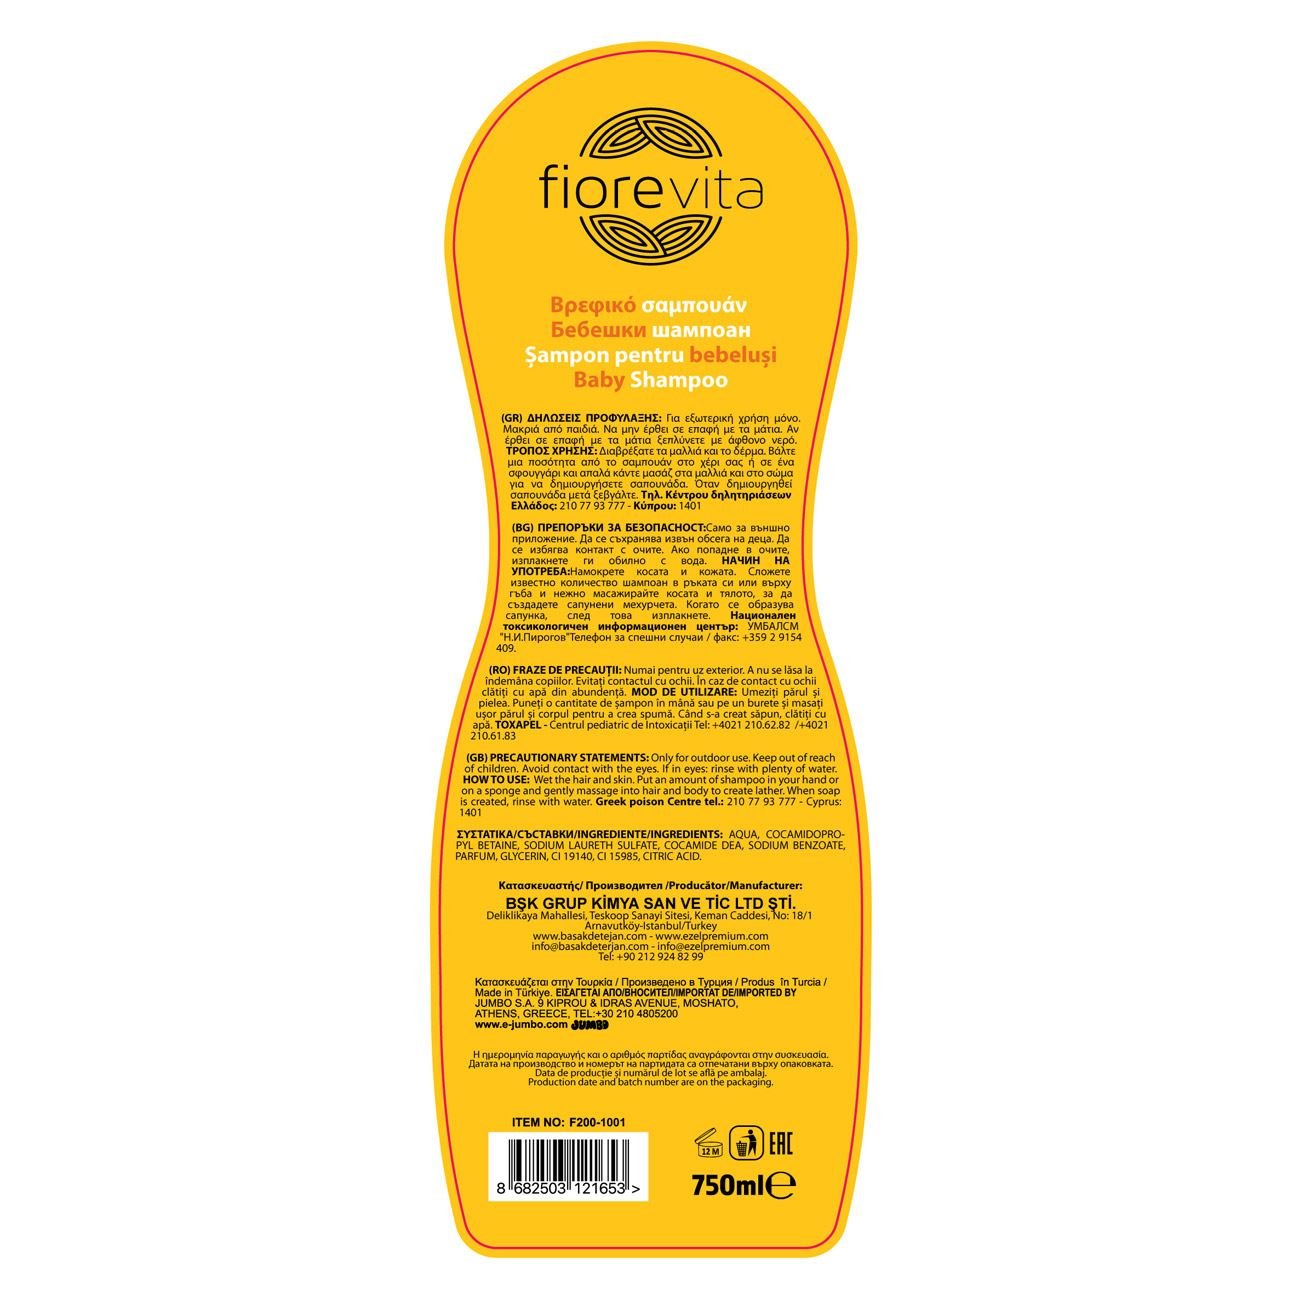 fiorevita
Βρεφικό σαμπουάν
Бебешки шампоан
Șampon pentru bebeluși
Baby Shampoo
(GR) ΔΗΛΩΣΕΙΣ ΠΡΟΦΥΛΑΞΗΣ: Για εξωτερική χρήση μόνο.
Μακριά από παιδιά. Να μην έρθει σε επαφή με τα μάτια. Αν
έρθει σε επαφή με τα μάτια ξεπλύνετε με άφθονο νερό.
ΤΡΟΠΟΣ ΧΡΗΣΗΣ: Διαβρέξατε τα μαλλιά και το δέρμα. Βάλτε
μια ποσότητα από το σαμπουάν στο χέρι σας ή σε ένα
σφουγγάρι και απαλά κάντε μασάζ στα μαλλιά και στο σώμα
για να δημιουργήσετε σαπουνάδα. Όταν δημιουργηθεί
σαπουνάδα μετά ξεβγάλτε. Τηλ. Κέντρου δηλητηριάσεων
Ελλάδος: 210 77 93 777 - Κύπρου: 1401
(BG) ПРЕПОРЪКИ ЗА БЕЗОПАСНОСТ:Само за външно
приложение. Да се съхранява извън обсега на деца. Да
се избягва контакт с очите. Ако попадне в очите,
изплакнете ги обилно с вода. НАЧИН НА
УПОТРЕБА:Намокрете косата и кожата. Сложете
известно количество шампоан в ръката си или върху
гъба и нежно масажирайте косата и тялото, за да
създадете сапунени мехурчета. Когато се образува
сапунка, след това изплакнете. Национален
токсикологичен информационен център: УМБАЛСМ
"Н.И.Пирогов"Телефон за спешни случаи / факс: +359 2 9154
409.
(RO) FRAZE DE PRECAUȚII: Numai pentru uz exterior. A nu se lăsa la
îndemâna copiilor. Evitați contactul cu ochii. În caz de contact cu ochii
clătiți cu apă din abundență. MOD DE UTILIZARE: Umeziți părul și
pielea. Puneți o cantitate de șampon în mână sau pe un burete și masați
ușor părul și corpul pentru a crea spumă. Când s-a creat săpun, clătiți cu
apă. TOXAPEL - Centrul pediatric de Intoxicații Tel: +4021 210.62.82 /+4021
210.61.83
(GB) PRECAUTIONARY STATEMENTS: Only for outdoor use. Keep out of reach
of children. Avoid contact with the eyes. If in eyes: rinse with plenty of water.
HOW TO USE: Wet the hair and skin. Put an amount of shampoo in your hand or
on a sponge and gently massage into hair and body to create lather. When soap
is created, rinse with water. Greek poison Centre tel.: 210 77 93 777 - Cyprus:
1401
ΣΥΣΤΑΤΙΚΑ/СЪСТАВКИ/INGREDIENTE/INGREDIENTS: AQUA, COCAMIDOPRO-
PYL BETAINE, SODIUM LAURETH SULFATE, COCAMIDE DEA, SODIUM BENZOATE,
PARFUM, GLYCERIN, CI 19140, CI 15985, CITRIC ACID.
Κατασκευαστής/ Производител /Producător/Manufacturer:
BŞK GRUP KİMYA SAN VE TİC LTD ŞTİ.
Deliklikaya Mahallesi, Teskoop Sanayi Sitesi, Keman Caddesi, No: 18/1
Arnavutköy-Istanbul/Turkey
www.basakdeterjan.com - www.ezelpremium.com
info@basakdeterjan.com - info@ezelpremium.com
Tel: +90 212 924 82 99
Κατασκευάζεται στην Τουρκία / Произведено в Турция / Produs în Turcia /
Made in Türkiye. ΕΙΣΑΓΕΤΑΙ ΑΠΟ/ВНОСИТЕЛ/IMPORTAT DE/IMPORTED BY
JUMBO S.A. 9 KIPROU & IDRAS AVENUE, MOSHATO,
ATHENS, GREECE, TEL:+30 210 4805200
www.e-jumbo.com JUMBO
Η ημερομηνία παραγωγής και ο αριθμός παρτίδας αναγράφονται στην συσκευασία.
Датата на производство и номерът на партидата са отпечатани върху опаковката.
Data de producție și numărul de lot se află pe ambalaj.
Production date and batch number are on the packaging.
ITEM NO: F200-1001
8 682503 121653 >
12 M
EAC
750ml℮